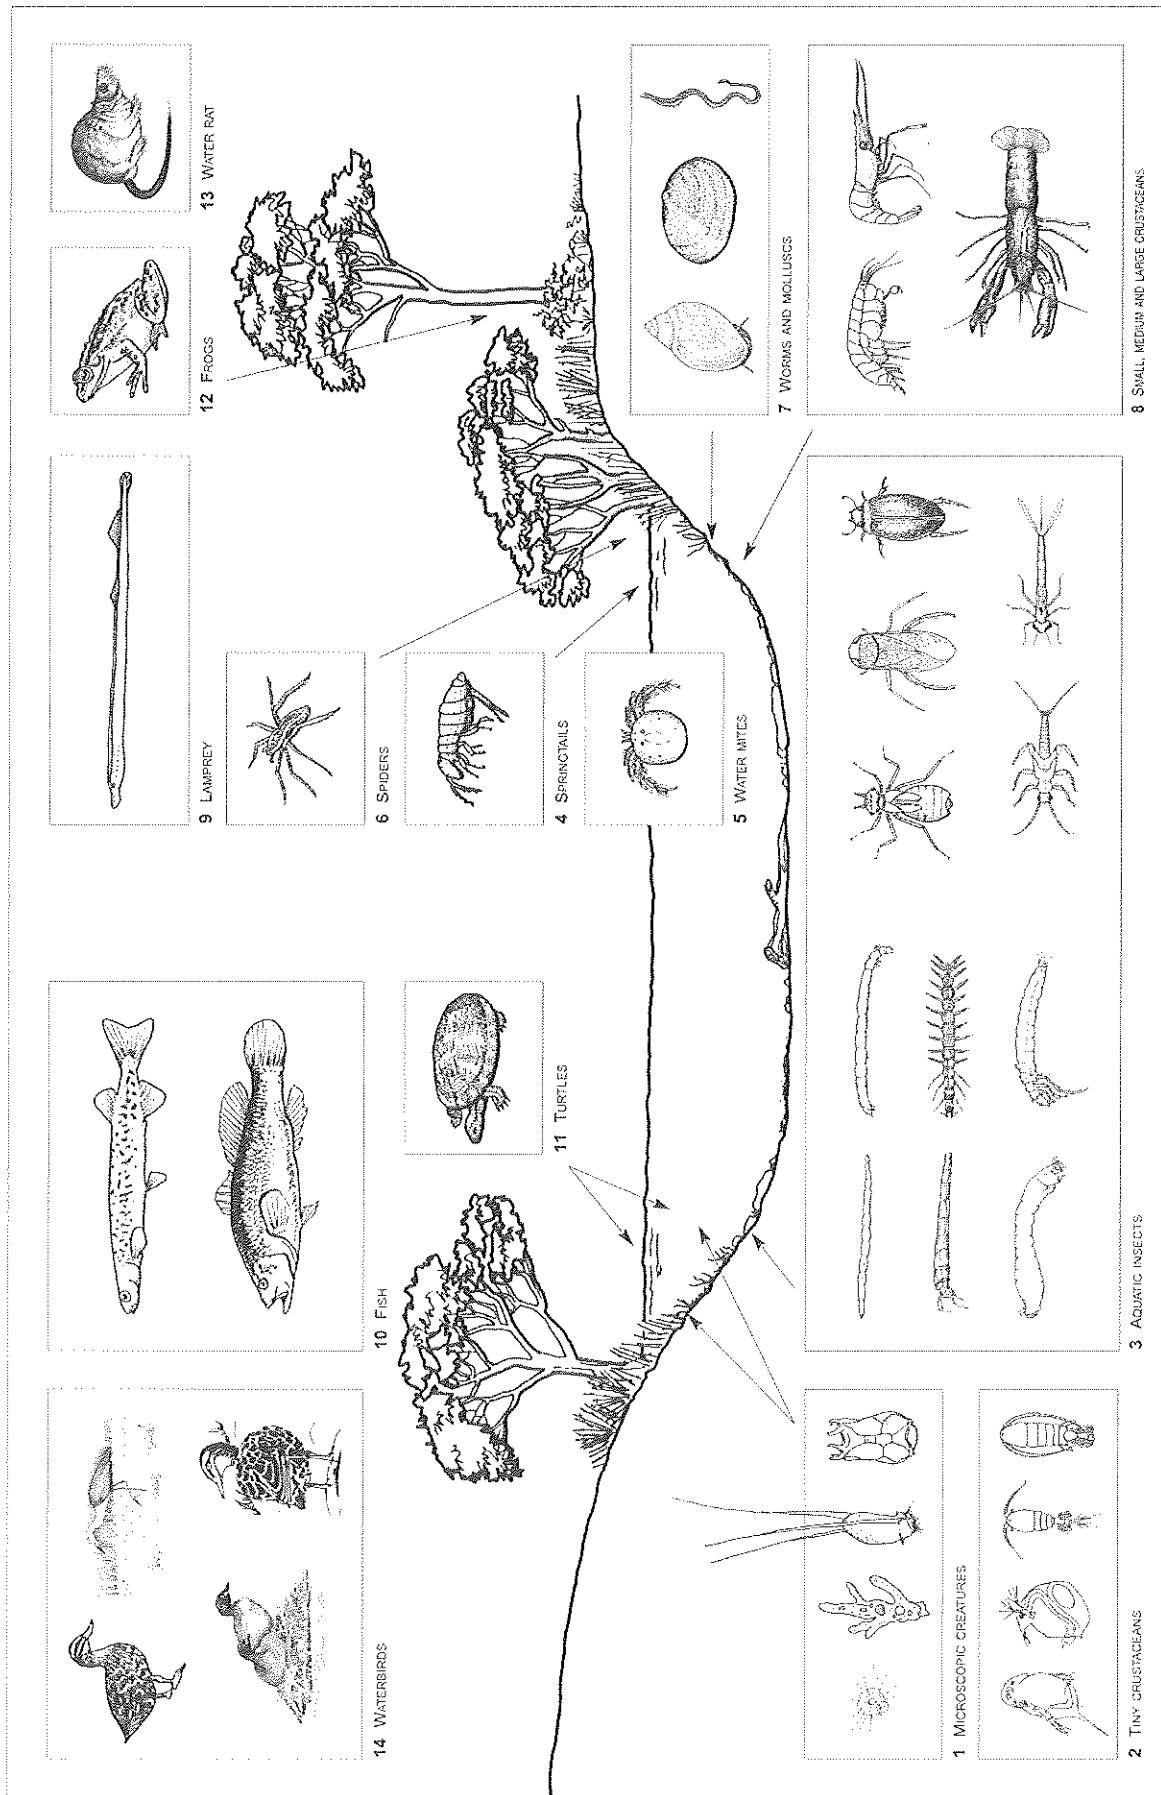 14 WATERBIRDS
10 FISH
9 LAMPREY
12 FROGS
13 WATER RAT
11 TURTLES
6 SPIDERS
4 SPRINGTAILS
5 WATER MITES
7 WORMS AND MOLLUSCS
8 SMALL, MEDIUM AND LARGE CRUSTACEANS
1 MICROSCOPIC CREATURES
2 TINY CRUSTACEANS
3 AQUATIC INSECTS